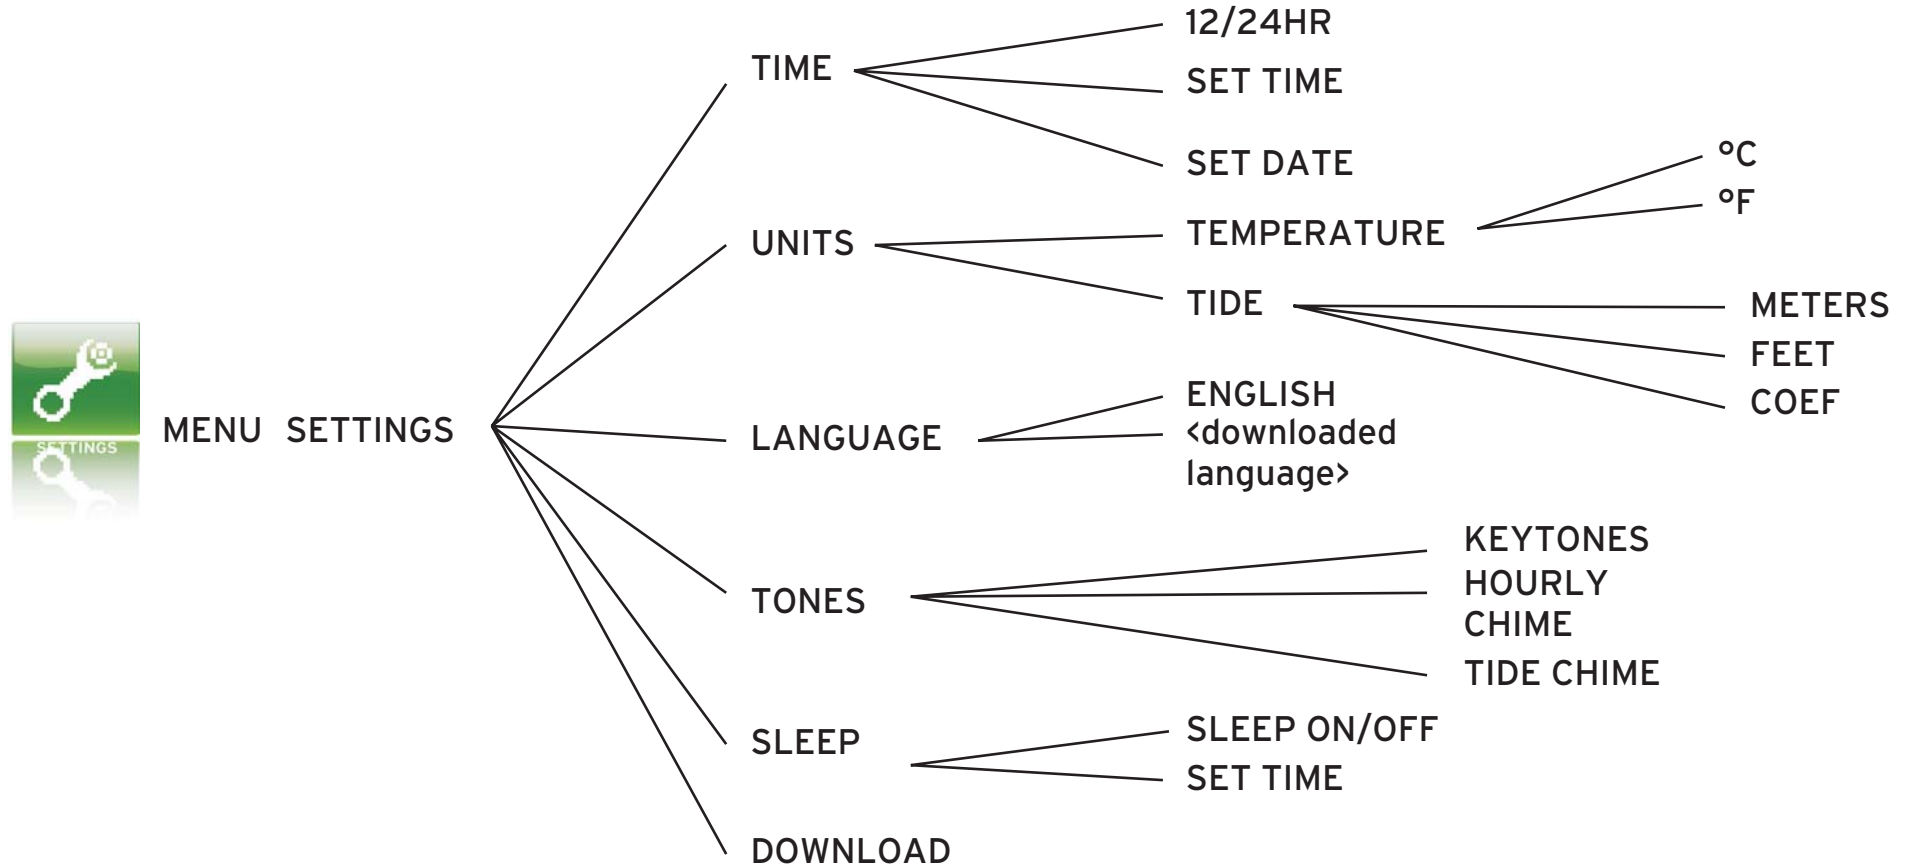 12/24HR
TIME
SET TIME
SET DATE
°C
°F
UNITS
TEMPERATURE
TIDE
METERS
FEET
COEF
SETTINGS
MENU SETTINGS
LANGUAGE
ENGLISH
<downloaded
language>
TONES
KEYTONES
HOURLY
CHIME
TIDE CHIME
SLEEP
SLEEP ON/OFF
SET TIME
DOWNLOAD